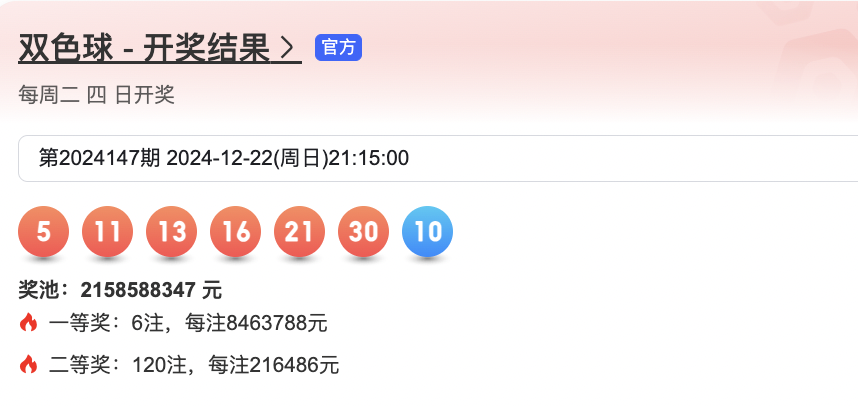 双色球 - 开奖结果 > 官方
每周二 四 日开奖
第2024147期 2024-12-22(周日)21:15:00
5 11 13 16 21 30 10
奖池：2158588347 元
一等奖：6注，每注8463788元
二等奖：120注，每注216486元